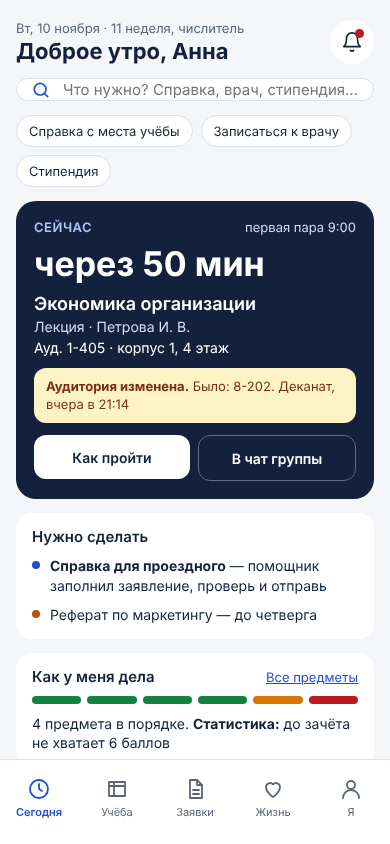 Вт, 10 ноября · 11 неделя, числитель
Доброе утро, Анна
Что нужно? Справка, врач, стипендия...
Справка с места учёбы
Записаться к врачу
Стипендия
СЕЙЧАС
первая пара 9:00
через 50 мин
Экономика организации
Лекция · Петрова И. В.
Ауд. 1-405 · корпус 1, 4 этаж
Аудитория изменена. Было: 8-202. Деканат,
вчера в 21:14
Как пройти
В чат группы
Нужно сделать
Справка для проездного — помощник
заполнил заявление, проверь и отправь
Реферат по маркетингу — до четверга
Как у меня дела
Все предметы
4 предмета в порядке. Статистика: до зачёта
не хватает 6 баллов
Сегодня
Учёба
Заявки
Жизнь
Я